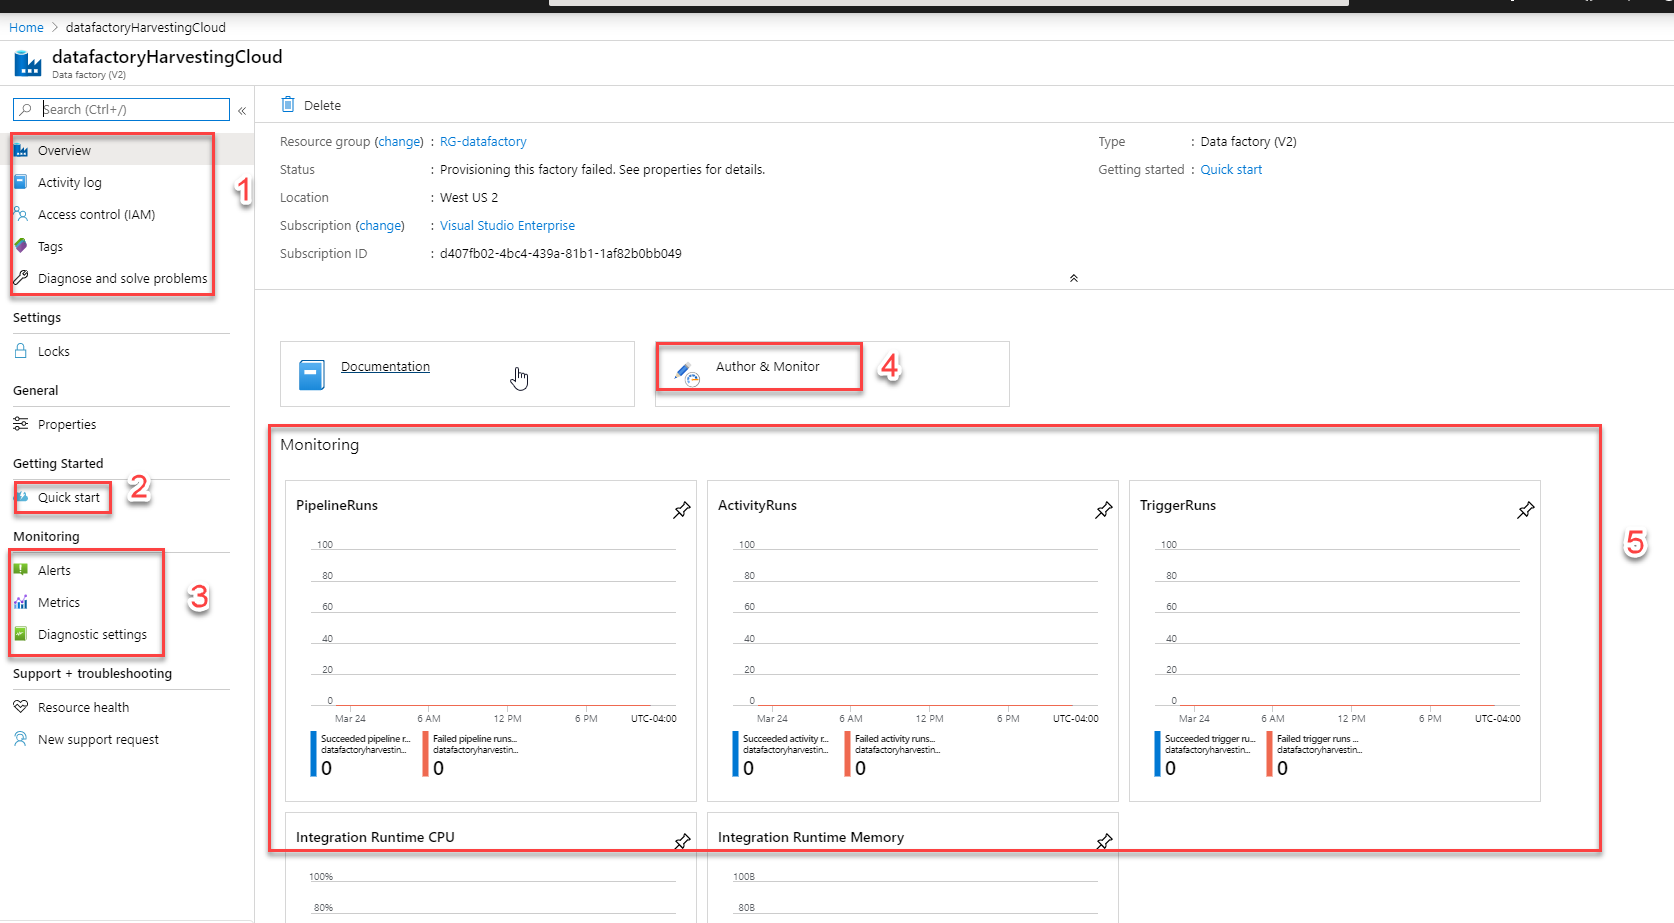 Home > datafactoryHarvestingCloud
datafactoryHarvestingCloud
Data factory (V2)
Search (Ctrl+/)
«
Overview
Activity log
Access control (IAM)
Tags
Diagnose and solve problems
1
Settings
Locks
General
Properties
Getting Started
Quick start
2
Monitoring
Alerts
Metrics
Diagnostic settings
3
Support + troubleshooting
Resource health
New support request
Delete
Resource group (change) : RG-datafactory
Status : Provisioning this factory failed. See properties for details.
Location : West US 2
Subscription (change) : Visual Studio Enterprise
Subscription ID : d407fb02-4bc4-439a-81b1-1af82b0bb049
Type : Data factory (V2)
Getting started : Quick start
Documentation
Author & Monitor
4
Monitoring
5
PipelineRuns
100
80
60
40
20
0
Mar 24 6 AM 12 PM 6 PM UTC-04:00
Succeeded pipeline r...
datafactoryharvestin...
0
Failed pipeline runs...
datafactoryharvestin...
0
ActivityRuns
100
80
60
40
20
0
Mar 24 6 AM 12 PM 6 PM UTC-04:00
Succeeded activity r...
datafactoryharvestin...
0
Failed activity runs...
datafactoryharvestin...
0
TriggerRuns
100
80
60
40
20
0
Mar 24 6 AM 12 PM 6 PM UTC-04:00
Succeeded trigger ru...
datafactoryharvestin...
0
Failed trigger runs ...
datafactoryharvestin...
0
Integration Runtime CPU
100%
80%
Integration Runtime Memory
100B
80B